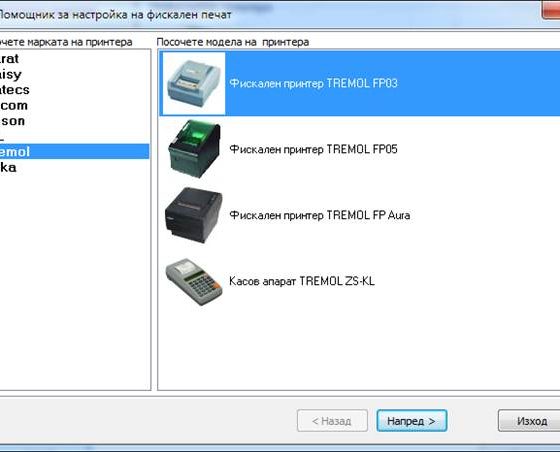 Помощник за настройка на фискален печат
очете марката на принтера
Посочете модела на принтера
rat
aisy
atecs
com
son
emol
ka
Фискален принтер TREMOL FP03
Фискален принтер TREMOL FP05
Фискален принтер TREMOL FP Aura
Касов апарат TREMOL ZS-KL
< Назад
Напред >
Изход